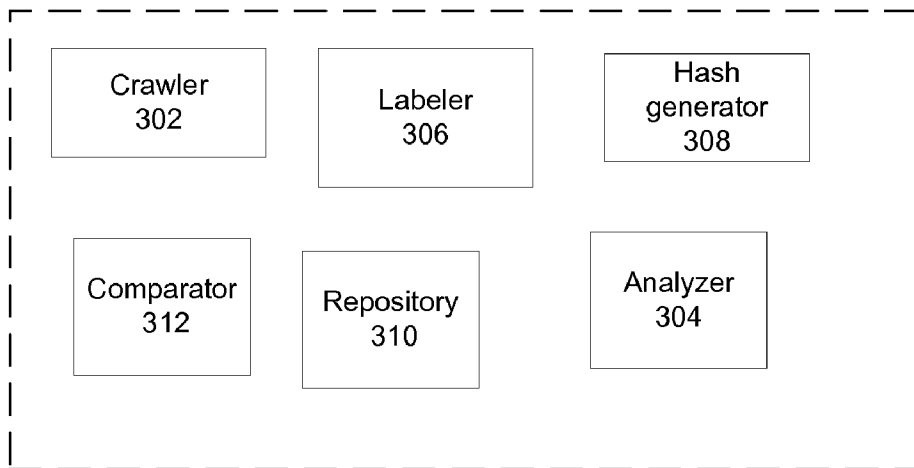 Crawler
302
Labeler
306
Hash
generator
308
Comparator
312
Repository
310
Analyzer
304